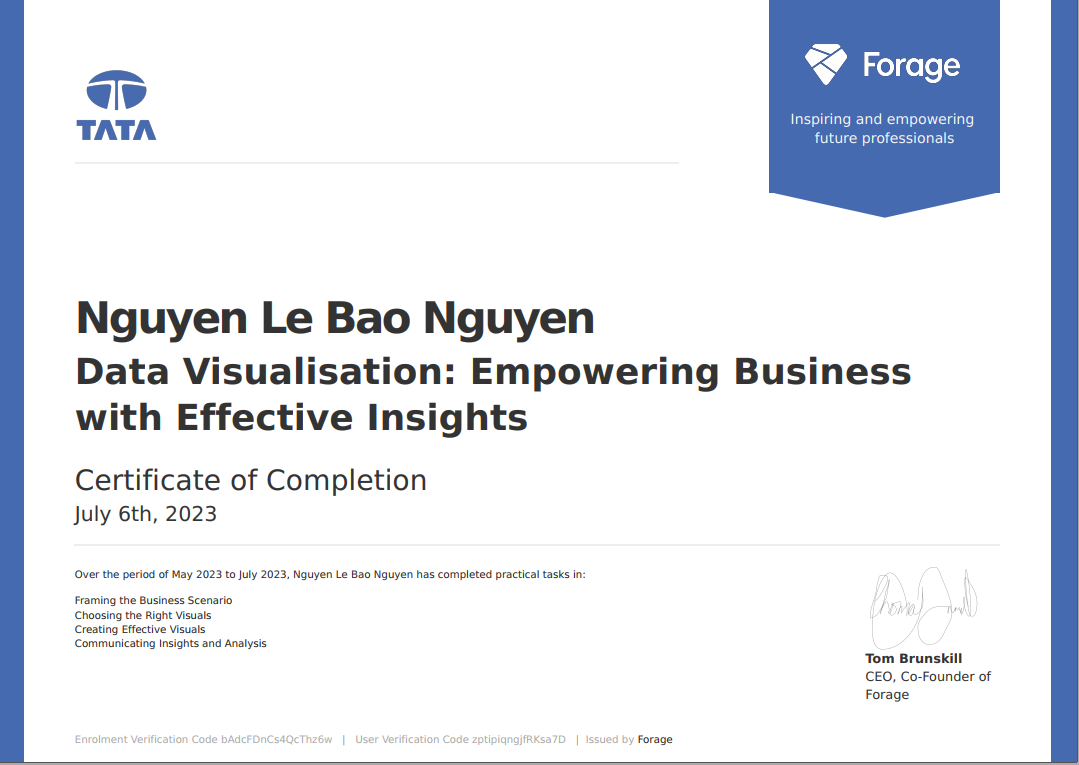 TATA
Forage
Inspiring and empowering
future professionals
Nguyen Le Bao Nguyen
Data Visualisation: Empowering Business
with Effective Insights
Certificate of Completion
July 6th, 2023
Over the period of May 2023 to July 2023, Nguyen Le Bao Nguyen has completed practical tasks in:
Framing the Business Scenario
Choosing the Right Visuals
Creating Effective Visuals
Communicating Insights and Analysis
Tom Brunskill
CEO, Co-Founder of
Forage
Enrolment Verification Code bAdcFDnCs4QcThz6w | User Verification Code zptipiqngjfRKsa7D | Issued by Forage